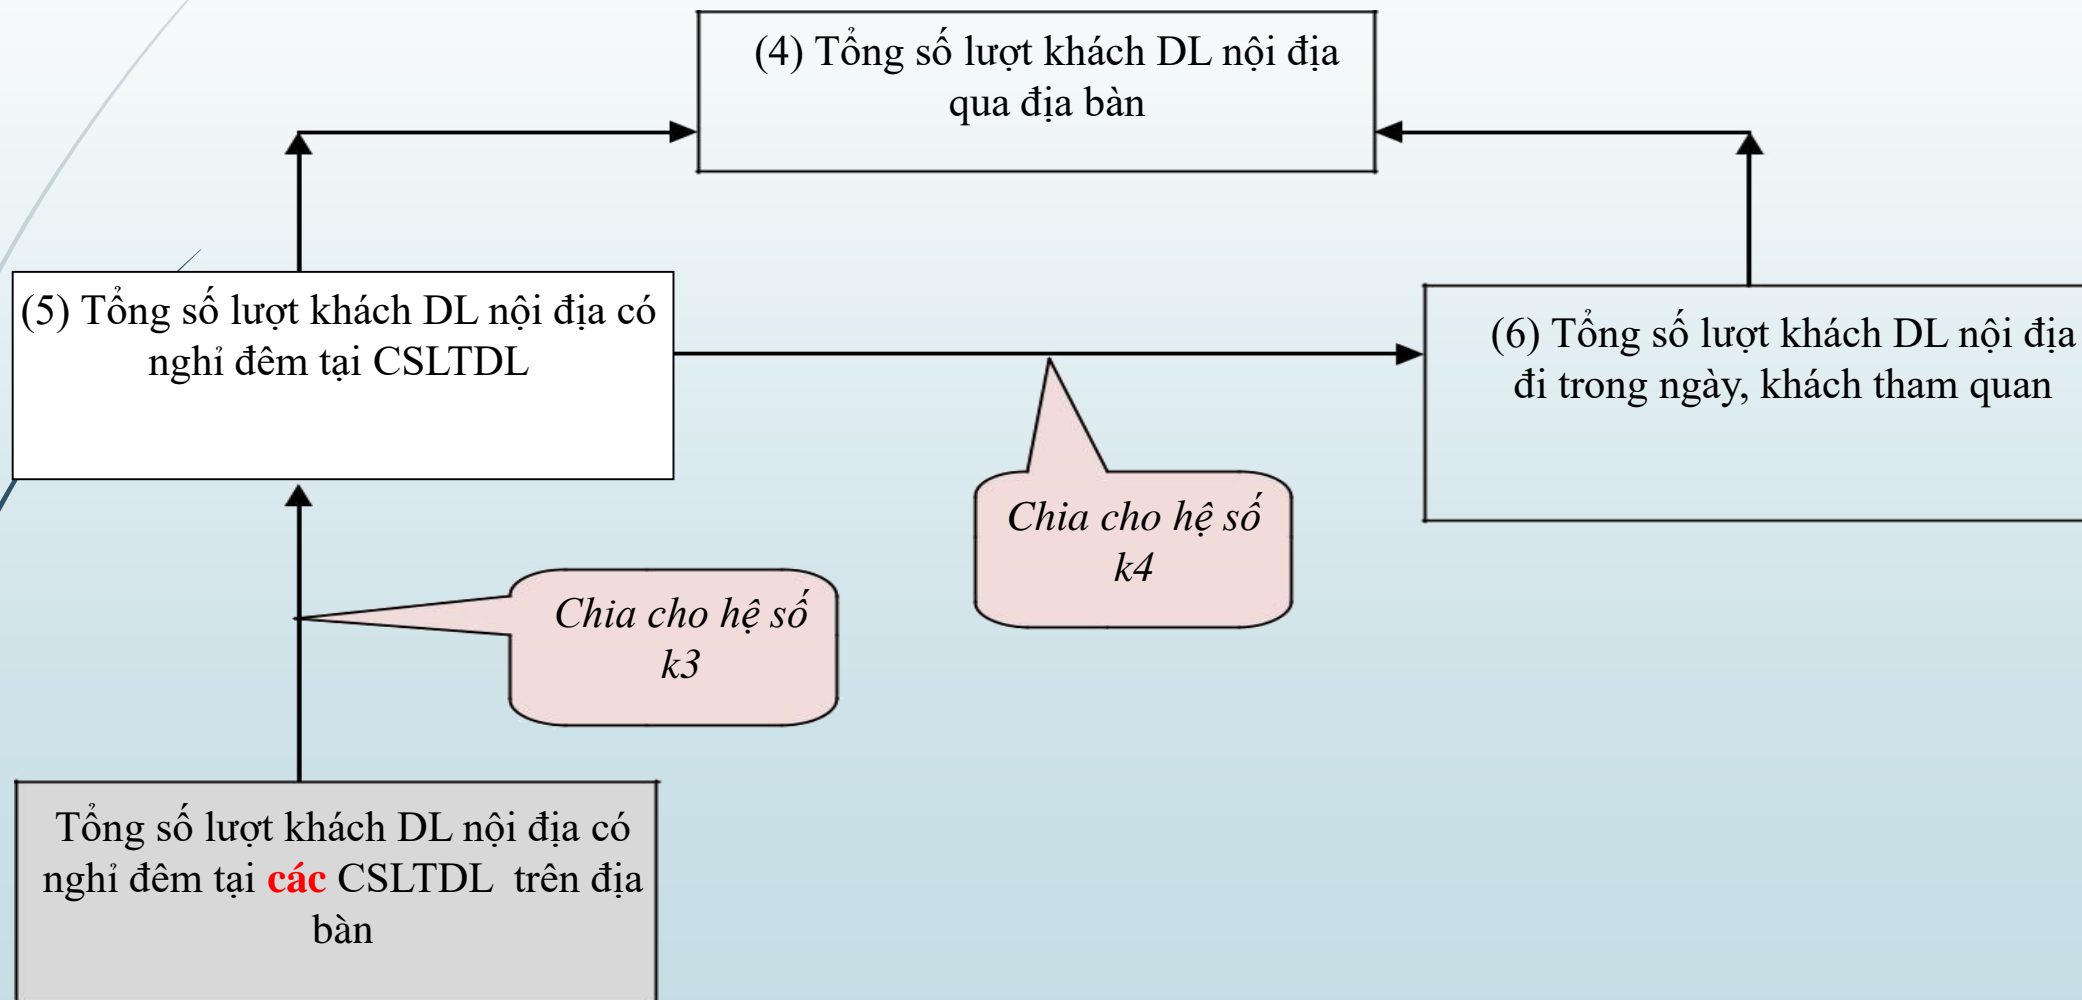 (4) Tổng số lượt khách DL nội địa
qua địa bàn
(5) Tổng số lượt khách DL nội địa có
nghỉ đêm tại CSLTDL
(6) Tổng số lượt khách DL nội địa
đi trong ngày, khách tham quan
Chia cho hệ số
k4
Chia cho hệ số
k3
Tổng số lượt khách DL nội địa có
nghỉ đêm tại các CSLTDL trên địa
bàn